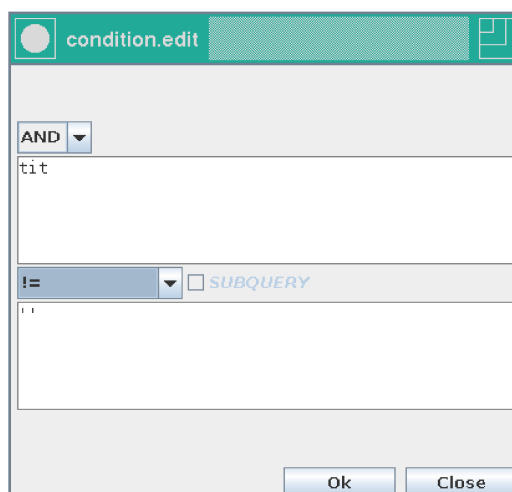 condition.edit
AND
tit
!= SUBQUERY
''
Ok Close